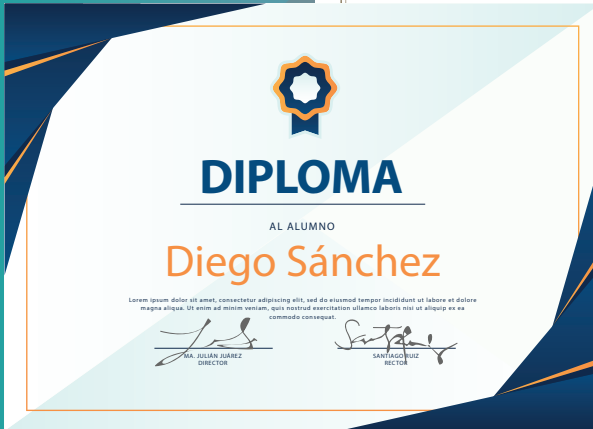 DIPLOMA
AL ALUMNO
Diego Sánchez
Lorem ipsum dolor sit amet, consectetur adipiscing elit, sed do eiusmod tempor incididunt ut labore et dolore
magna aliqua. Ut enim ad minim veniam, quis nostrud exercitation ullamco laboris nisi ut aliquip ex ea
commodo consequat.
MA. JULIÁN JUÁREZ
DIRECTOR
SANTIAGO RUIZ
RECTOR